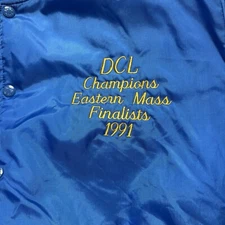 DCL
Champions
Eastern Mass
Finalists
1991